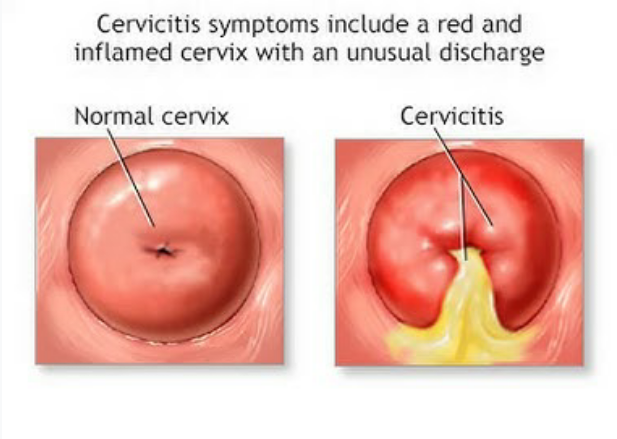 Cervicitis symptoms include a red and
inflamed cervix with an unusual discharge
Normal cervix
Cervicitis